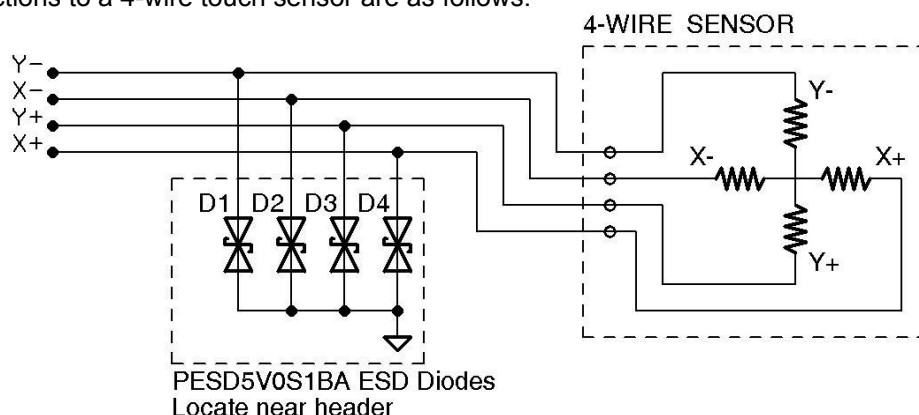 ctions to a 4-wire touch sensor are as follows:
4-WIRE SENSOR
Y-
X-
Y+
X+
Y-
X-
X+
Y+
D1 D2 D3 D4
PESD5V0S1BA ESD Diodes
Locate near header